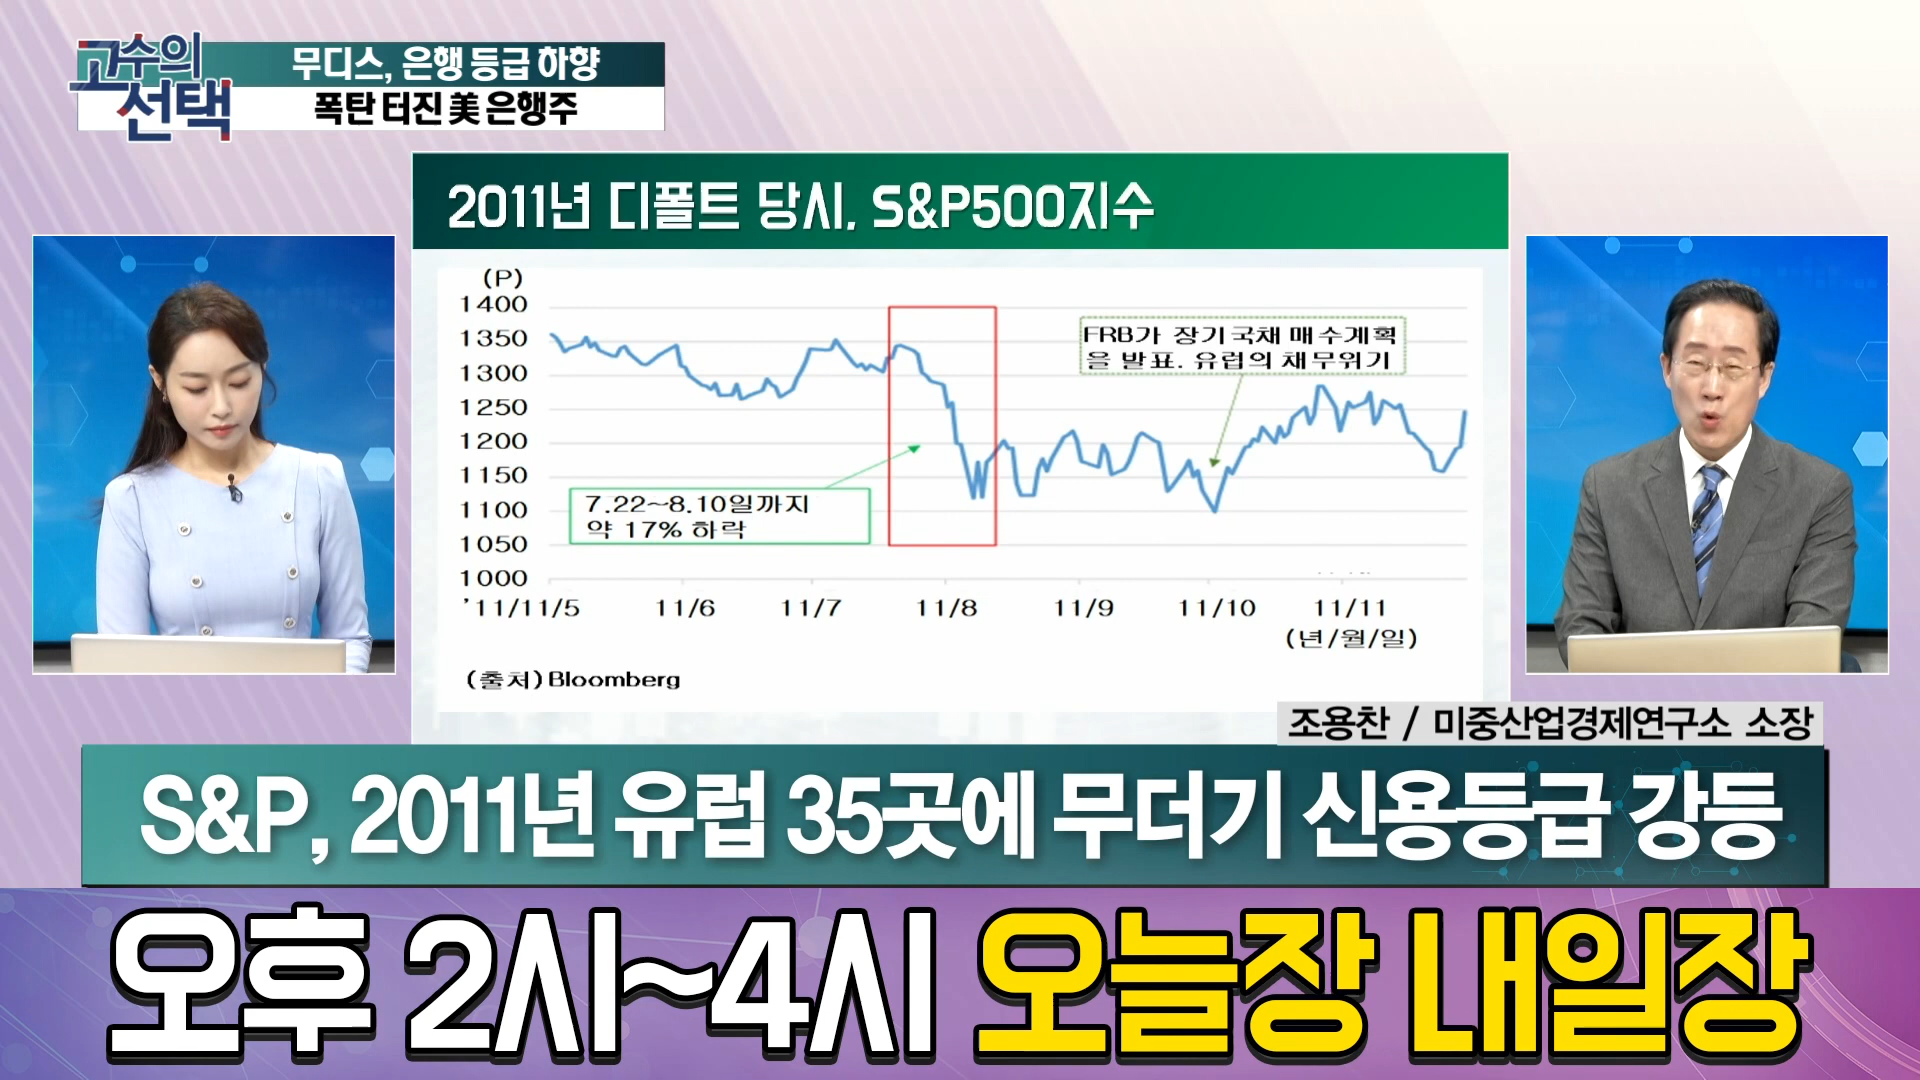 고수의
선택
무디스, 은행 등급 하향
폭탄 터진 美 은행주
2011년 디폴트 당시, S&P500지수
(P)
1400
1350
1300
1250
1200
1150
1100
1050
1000
FRB가 장기국채 매수계획
을 발표. 유럽의 채무위기
7.22~8.10일까지
약 17% 하락
'11/11/5 11/6 11/7 11/8 11/9 11/10 11/11
(년/월/일)
(출처)Bloomberg
조용찬 / 미중산업경제연구소 소장
S&P, 2011년 유럽 35곳에 무더기 신용등급 강등
오후 2시~4시 오늘장 내일장